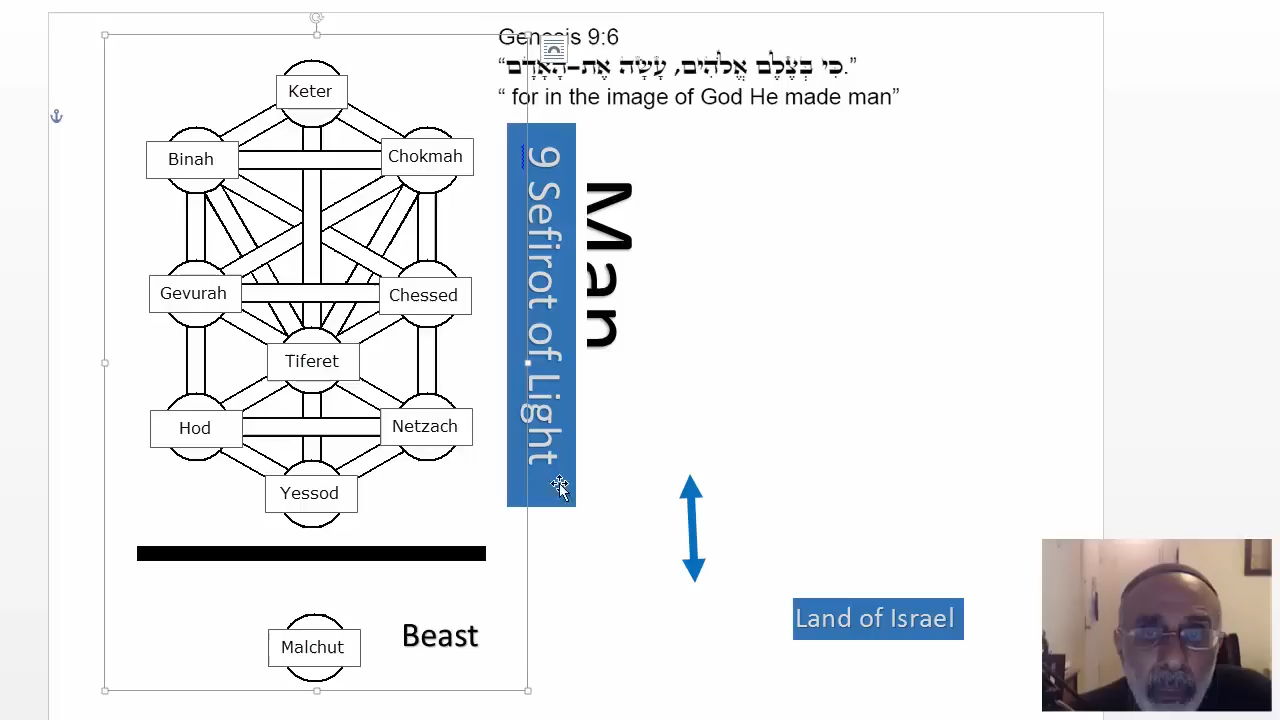 Genesis 9:6
“כִּי בְּצֶלֶם אֱלֹהִים, עָשָׂה אֶת-הָאָדָם.”
“ for in the image of God He made man”
Keter
Binah
Chokmah
Gevurah
Chessed
Tiferet
Hod
Netzach
Yessod
Malchut
Beast
9 Sefirot of Light
Man
Land of Israel